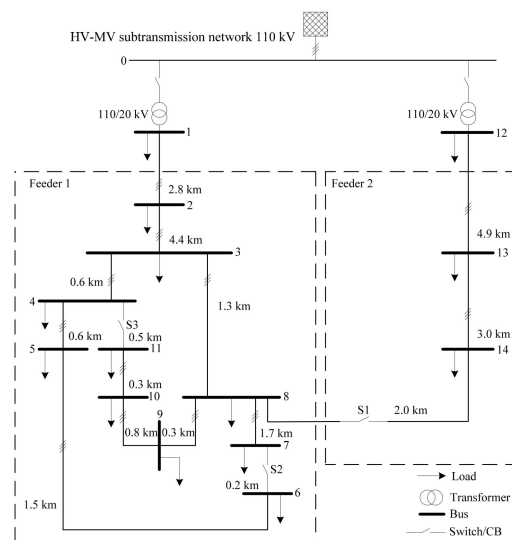 HV-MV subtransmission network 110 kV
0
110/20 kV
110/20 kV
1
12
Feeder 1
Feeder 2
2.8 km
2
4.9 km
4.4 km
3
13
0.6 km
1.3 km
4
S3
3.0 km
5
0.6 km
0.5 km
11
14
0.3 km
10
8
9
S1
2.0 km
0.8 km
0.3 km
1.7 km
7
S2
0.2 km
6
1.5 km
Load
Transformer
Bus
Switch/CB